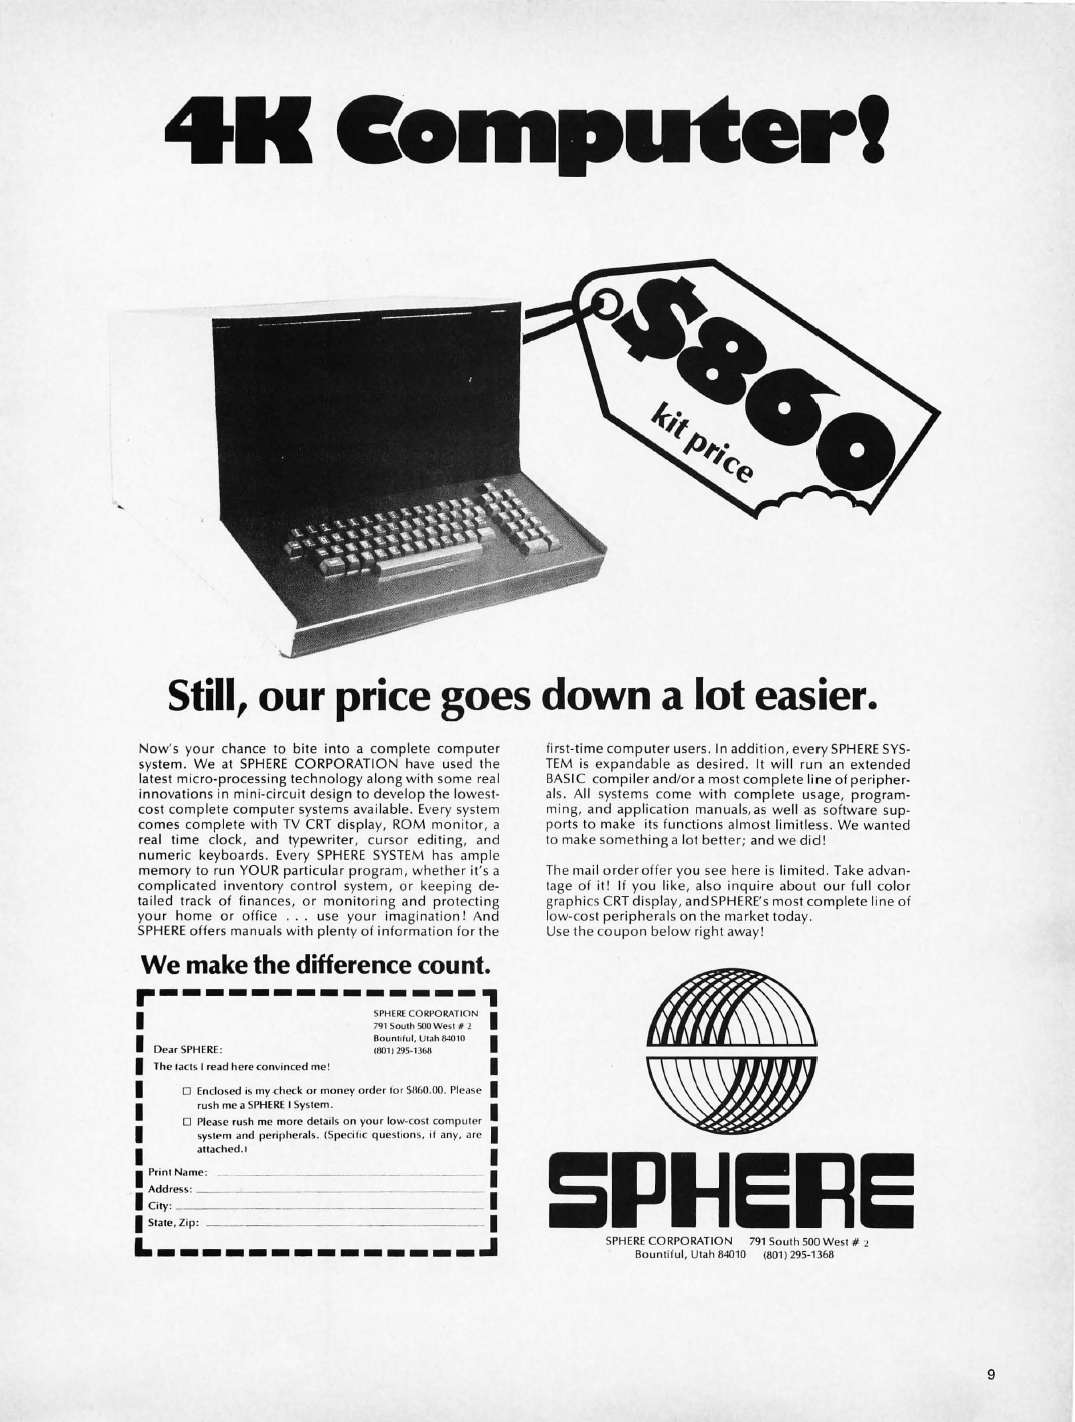 4K Computer!
$860
kit price
Still, our price goes down a lot easier.
Now's your chance to bite into a complete computer
system. We at SPHERE CORPORATION have used the
latest micro-processing technology along with some real
innovations in mini-circuit design to develop the lowest-
cost complete computer systems available. Every system
comes complete with TV CRT display, ROM monitor, a
real time clock, and typewriter, cursor editing, and
numeric keyboards. Every SPHERE SYSTEM has ample
memory to run YOUR particular program, whether it's a
complicated inventory control system, or keeping de-
tailed track of finances, or monitoring and protecting
your home or office . . . use your imagination! And
SPHERE offers manuals with plenty of information for the
first-time computer users. In addition, every SPHERE SYS-
TEM is expandable as desired. It will run an extended
BASIC compiler and/or a most complete line of peripher-
als. All systems come with complete usage, program-
ming, and application manuals, as well as software sup-
ports to make its functions almost limitless. We wanted
to make something a lot better; and we did!
The mail order offer you see here is limited. Take advan-
tage of it! If you like, also inquire about our full color
graphics CRT display, and SPHERE's most complete line of
low-cost peripherals on the market today.
Use the coupon below right away!
We make the difference count.
SPHERE CORPORATION
791 South 500 West # 2
Bountiful, Utah 84010
(801) 295-1368
Dear SPHERE:
The facts I read here convinced me!
Enclosed is my check or money order for $860.00. Please
rush me a SPHERE I System.
Please rush me more details on your low-cost computer
system and peripherals. (Specific questions, if any, are
attached.)
Print Name:
Address:
City:
State, Zip:
SPHERE
SPHERE CORPORATION 791 South 500 West # 2
Bountiful, Utah 84010 (801) 295-1368
9